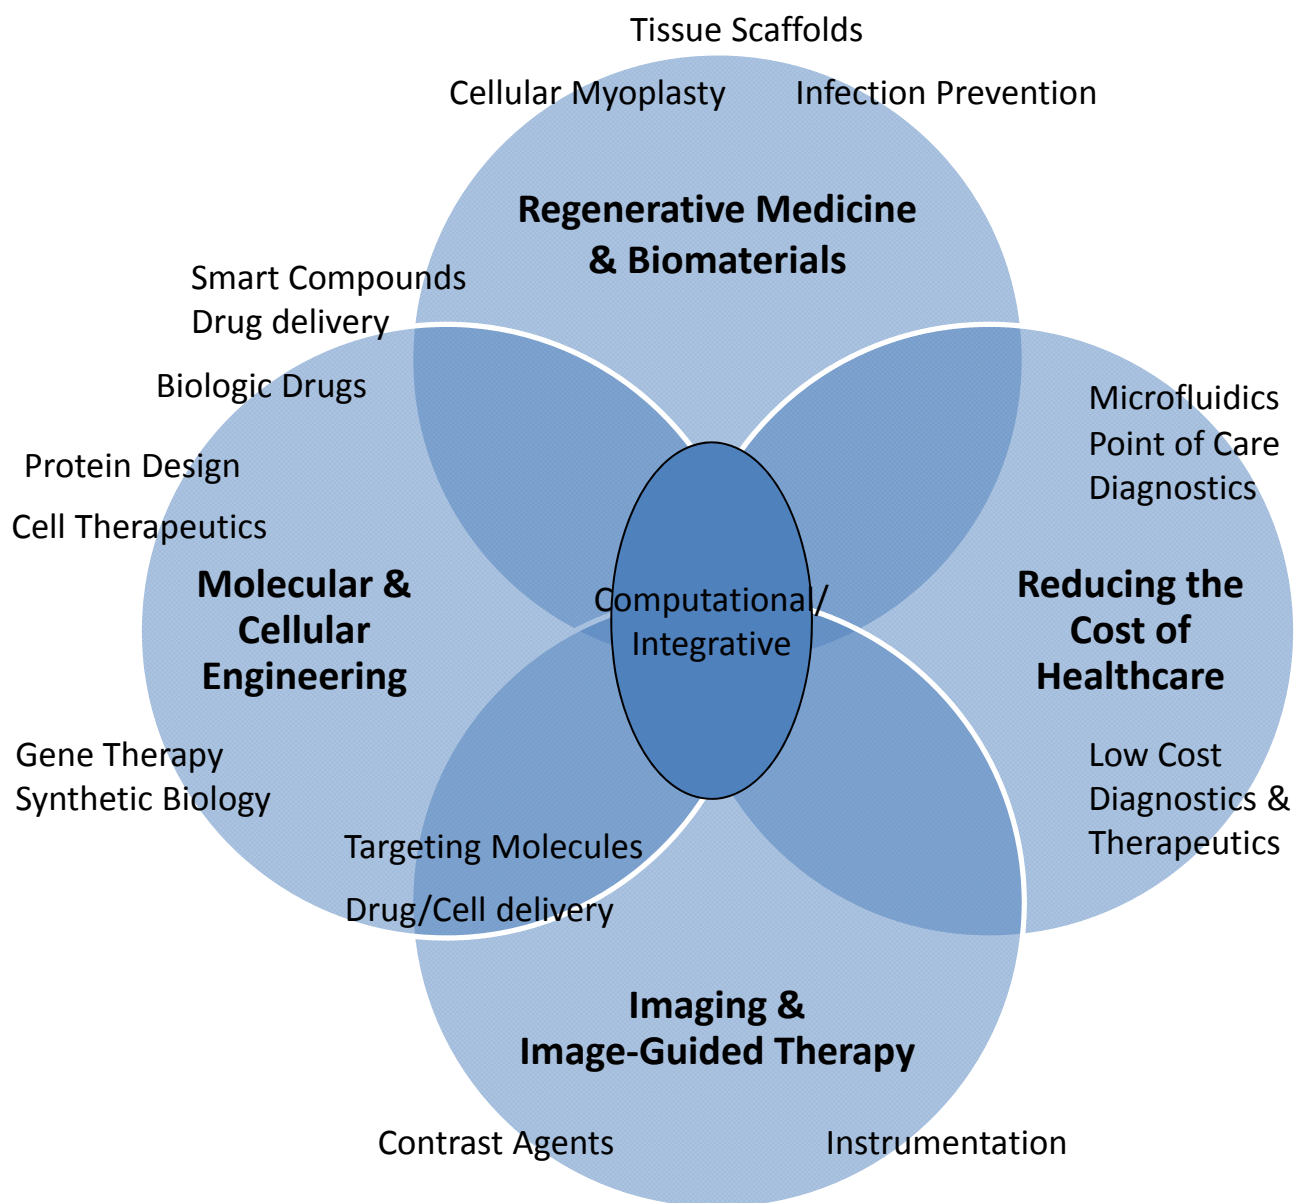 Tissue Scaffolds
Cellular Myoplasty
Infection Prevention
Regenerative Medicine
& Biomaterials
Smart Compounds
Drug delivery
Biologic Drugs
Protein Design
Cell Therapeutics
Molecular &
Cellular
Engineering
Gene Therapy
Synthetic Biology
Computational/
Integrative
Microfluidics
Point of Care
Diagnostics
Reducing the
Cost of
Healthcare
Low Cost
Diagnostics &
Therapeutics
Targeting Molecules
Drug/Cell delivery
Imaging &
Image-Guided Therapy
Contrast Agents
Instrumentation